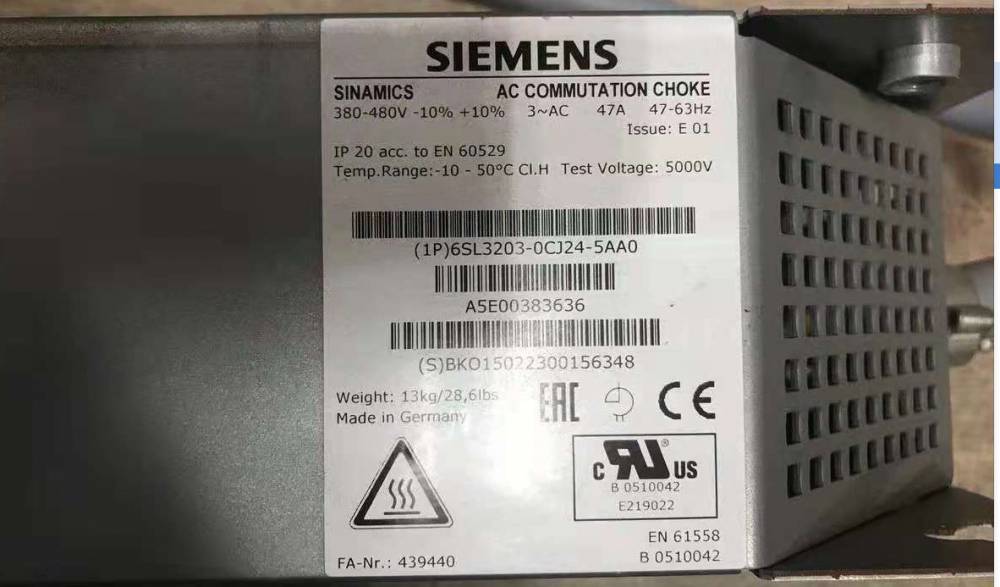 SIEMENS
SINAMICS AC COMMUTATION CHOKE
380-480V -10% +10% 3~AC 47A 47-63Hz
Issue: E 01
IP 20 acc. to EN 60529
Temp.Range:-10 - 50°C Cl.H Test Voltage: 5000V
(1P)6SL3203-0CJ24-5AA0
A5E00383636
(S)BKO15022300156348
Weight: 13kg/28,6lbs
Made in Germany
EAC
CE
c RU® US
B 0510042
E219022
EN 61558
FA-Nr.: 439440 B 0510042